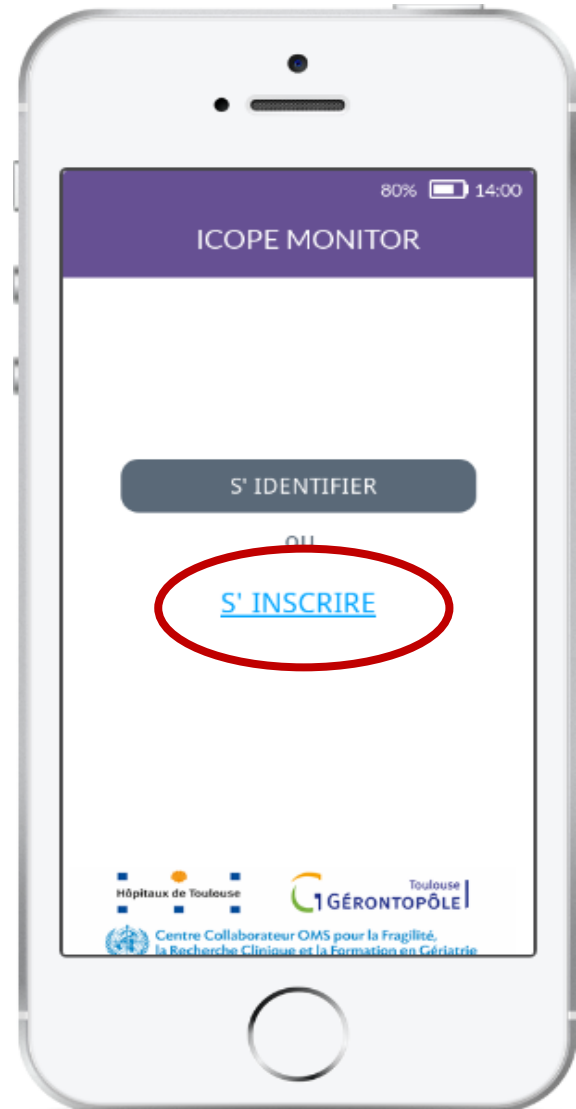 80% 14:00
ICOPE MONITOR
S' IDENTIFIER
ou
S' INSCRIRE
Hôpitaux de Toulouse
Toulouse
GÉRONTOPÔLE
Centre Collaborateur OMS pour la Fragilité,
la Recherche Clinique et la Formation en Gériatrie